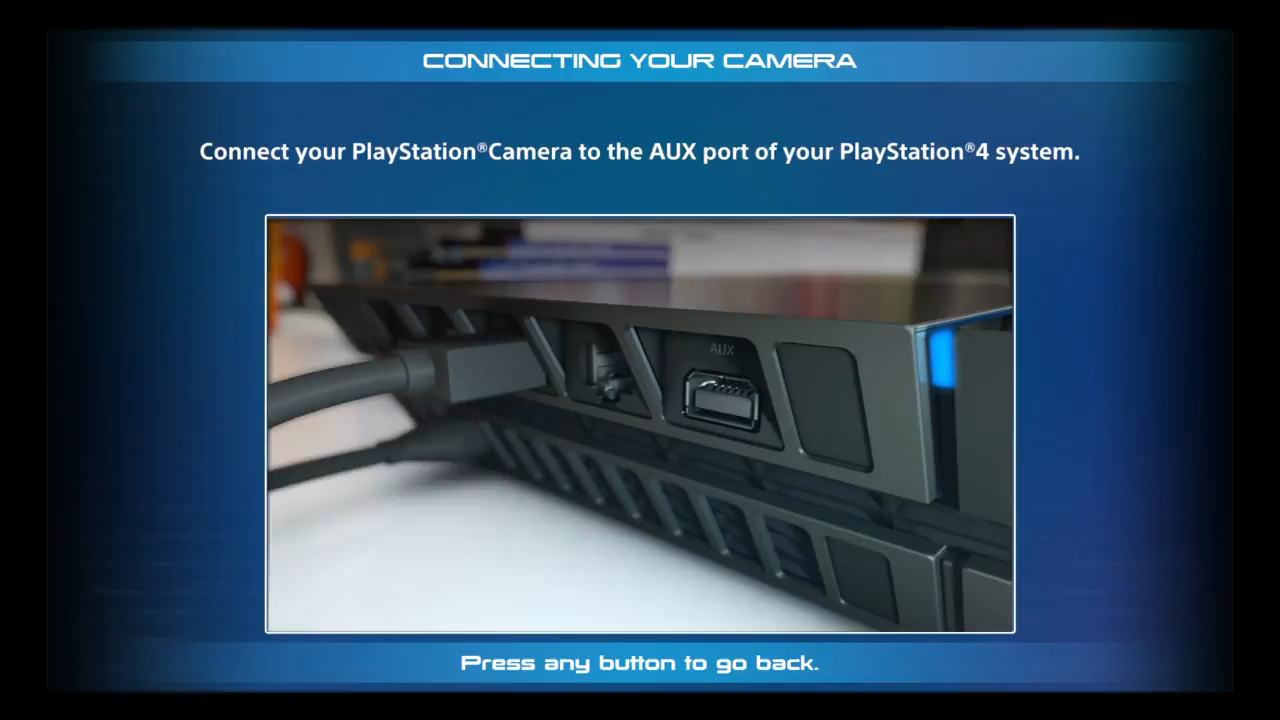 CONNECTING YOUR CAMERA
Connect your PlayStation®Camera to the AUX port of your PlayStation®4 system.
AUX
Press any button to go back.